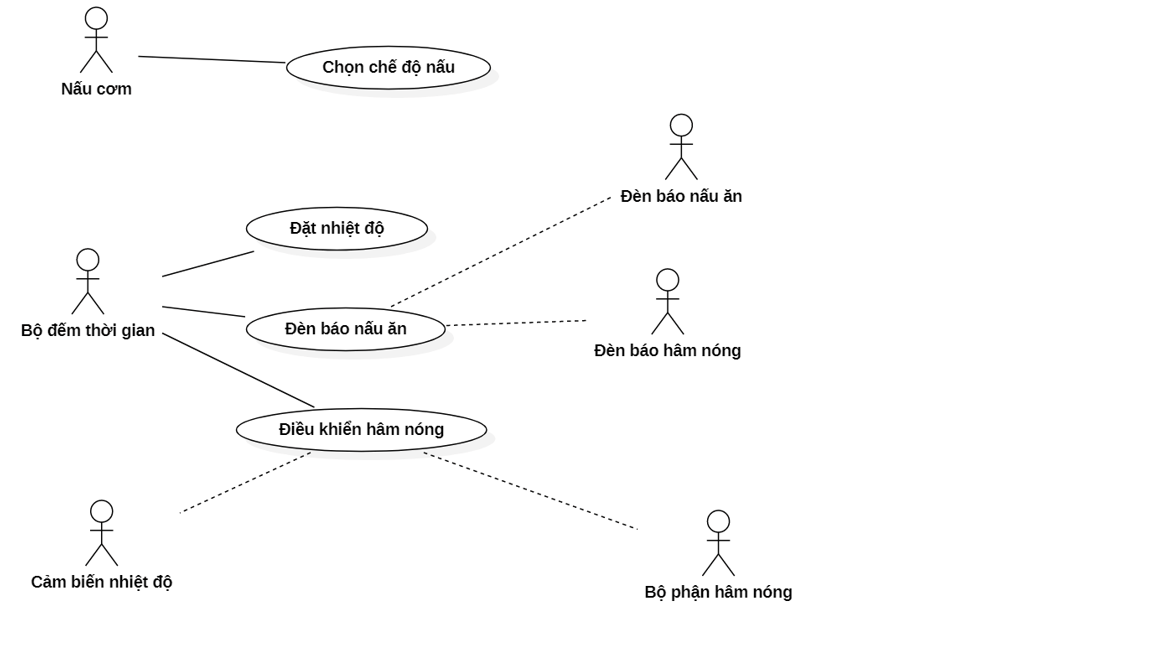 Nấu cơm
Chọn chế độ nấu
Đèn báo nấu ăn
Đặt nhiệt độ
Bộ đếm thời gian
Đèn báo nấu ăn
Đèn báo hâm nóng
Điều khiển hâm nóng
Cảm biến nhiệt độ
Bộ phận hâm nóng